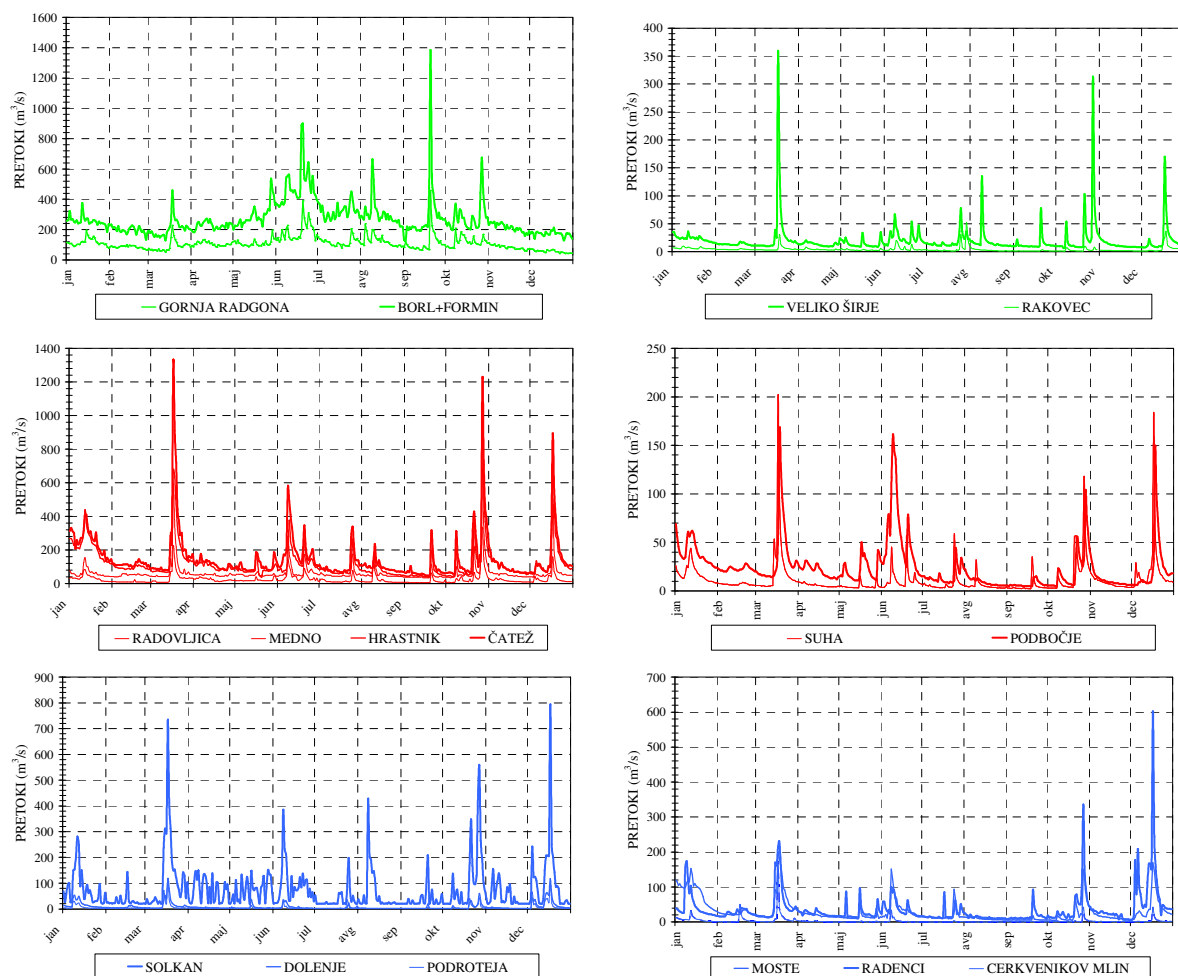 PRETOKI (m³/s)
1600
1400
1200
1000
800
600
400
200
0
jan feb mar apr maj jun jul avg sep okt nov dec
GORNJA RADGONA BORL+FORMIN
PRETOKI (m³/s)
400
350
300
250
200
150
100
50
0
jan feb mar apr maj jun jul avg sep okt nov dec
VELIKO ŠIRJE RAKOVEC
PRETOKI (m³/s)
1400
1200
1000
800
600
400
200
0
jan feb mar apr maj jun jul avg sep okt nov dec
RADOVLJICA MEDNO HRASTNIK ČATEŽ
PRETOKI (m³/s)
250
200
150
100
50
0
jan feb mar apr maj jun jul avg sep okt nov dec
SUHA PODBOČJE
PRETOKI (m³/s)
900
800
700
600
500
400
300
200
100
0
jan feb mar apr maj jun jul avg sep okt nov dec
SOLKAN DOLENJE PODROTEJA
PRETOKI (m³/s)
700
600
500
400
300
200
100
0
jan feb mar apr maj jun jul avg sep okt nov dec
MOSTE RADENCI CERKVENIKOV MLIN